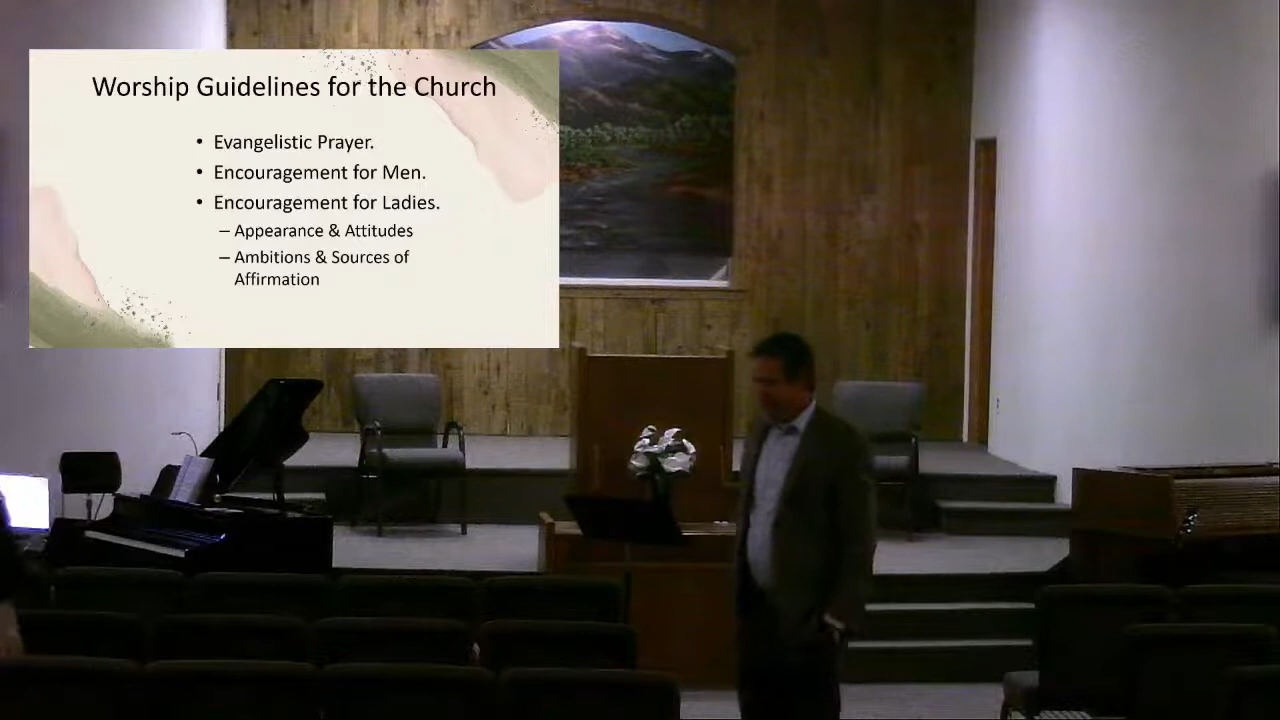 Worship Guidelines for the Church
• Evangelistic Prayer.
• Encouragement for Men.
• Encouragement for Ladies.
– Appearance & Attitudes
– Ambitions & Sources of
Affirmation